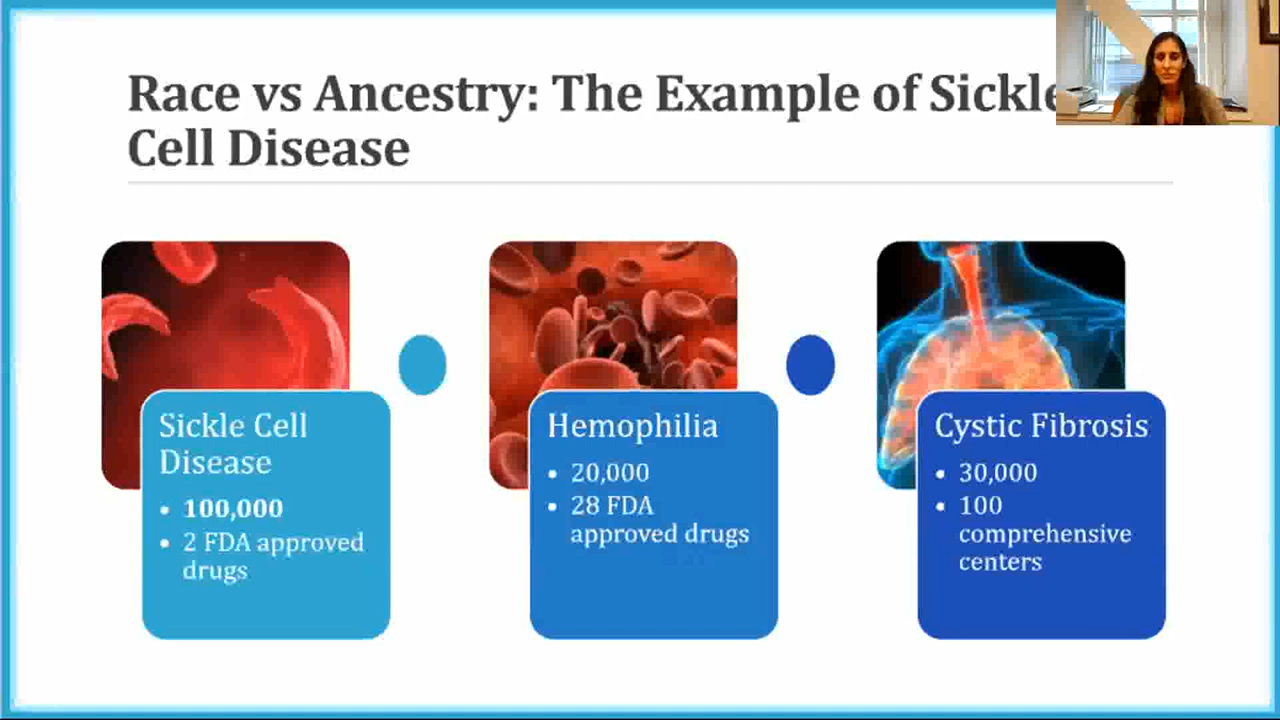 Race vs Ancestry: The Example of Sickle
Cell Disease
Sickle Cell
Disease
• 100,000
• 2 FDA approved
drugs
Hemophilia
• 20,000
• 28 FDA
approved drugs
Cystic Fibrosis
• 30,000
• 100
comprehensive
centers